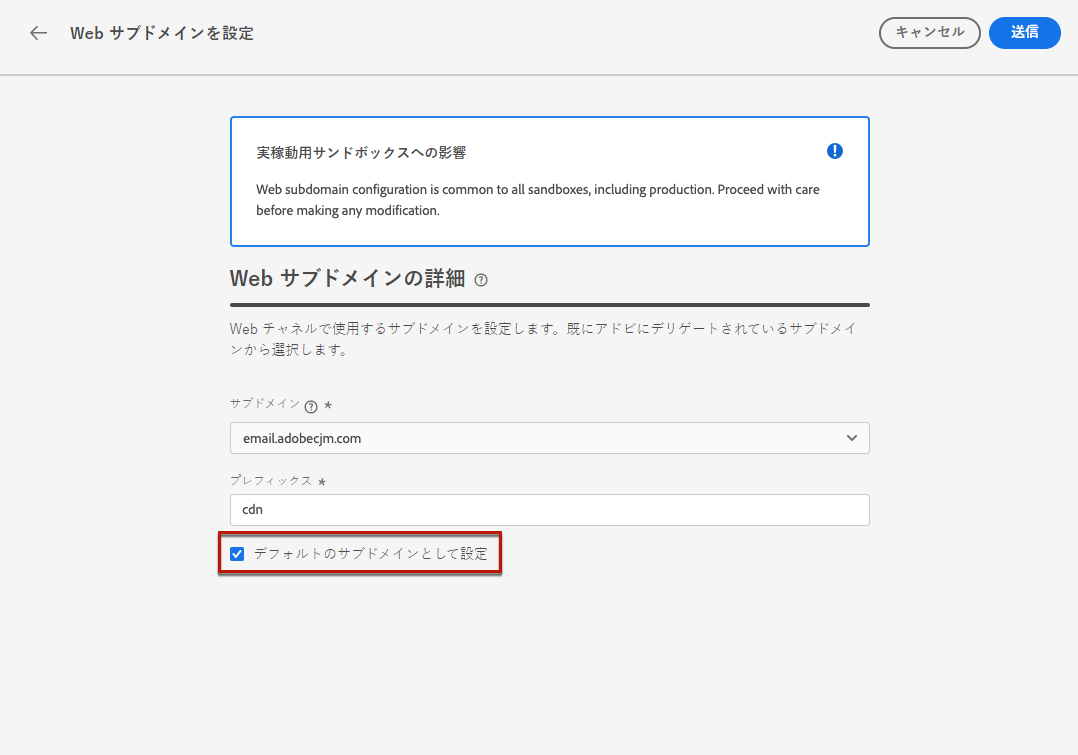 Web サブドメインを設定
キャンセル
送信
実稼動用サンドボックスへの影響
Web subdomain configuration is common to all sandboxes, including production. Proceed with care
before making any modification.
Web サブドメインの詳細
Web チャネルで使用するサブドメインを設定します。既にアドビにデリゲートされているサブドメイ
ンから選択します。
サブドメイン *
email.adobecjm.com
プレフィックス *
cdn
デフォルトのサブドメインとして設定